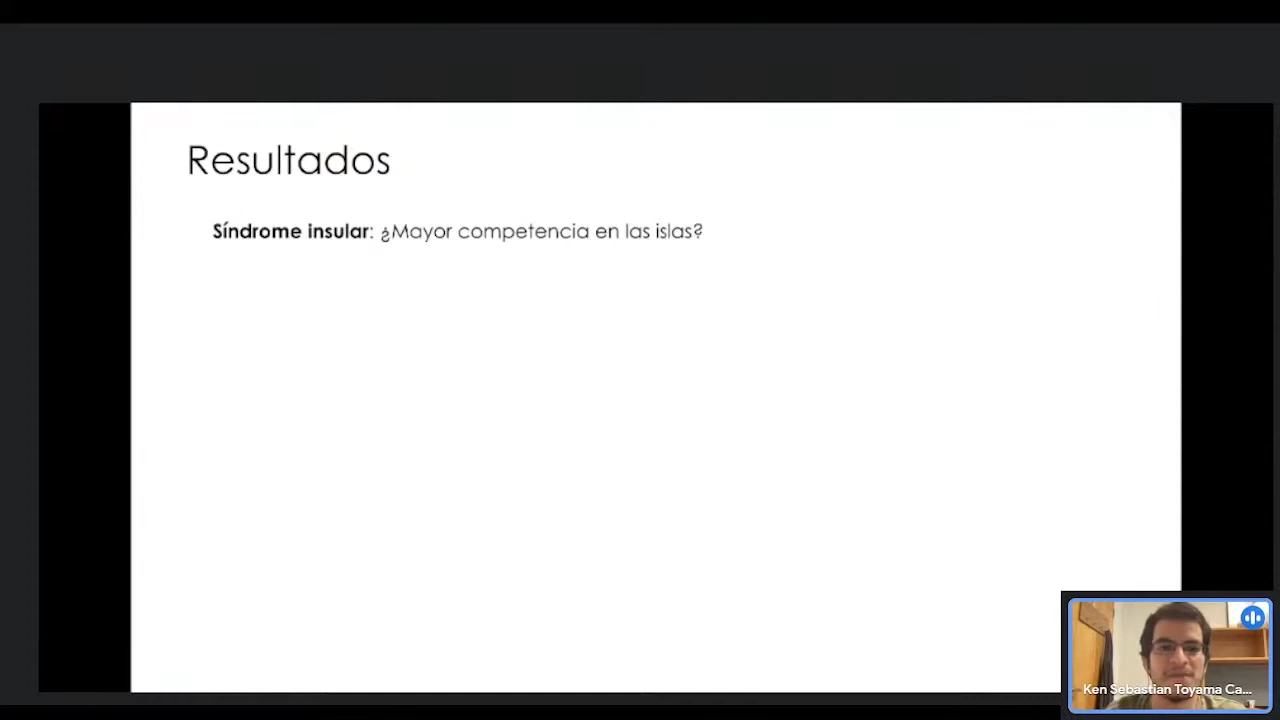 Resultados
Síndrome insular: ¿Mayor competencia en las islas?
Ken Sebastian Toyama Ca...